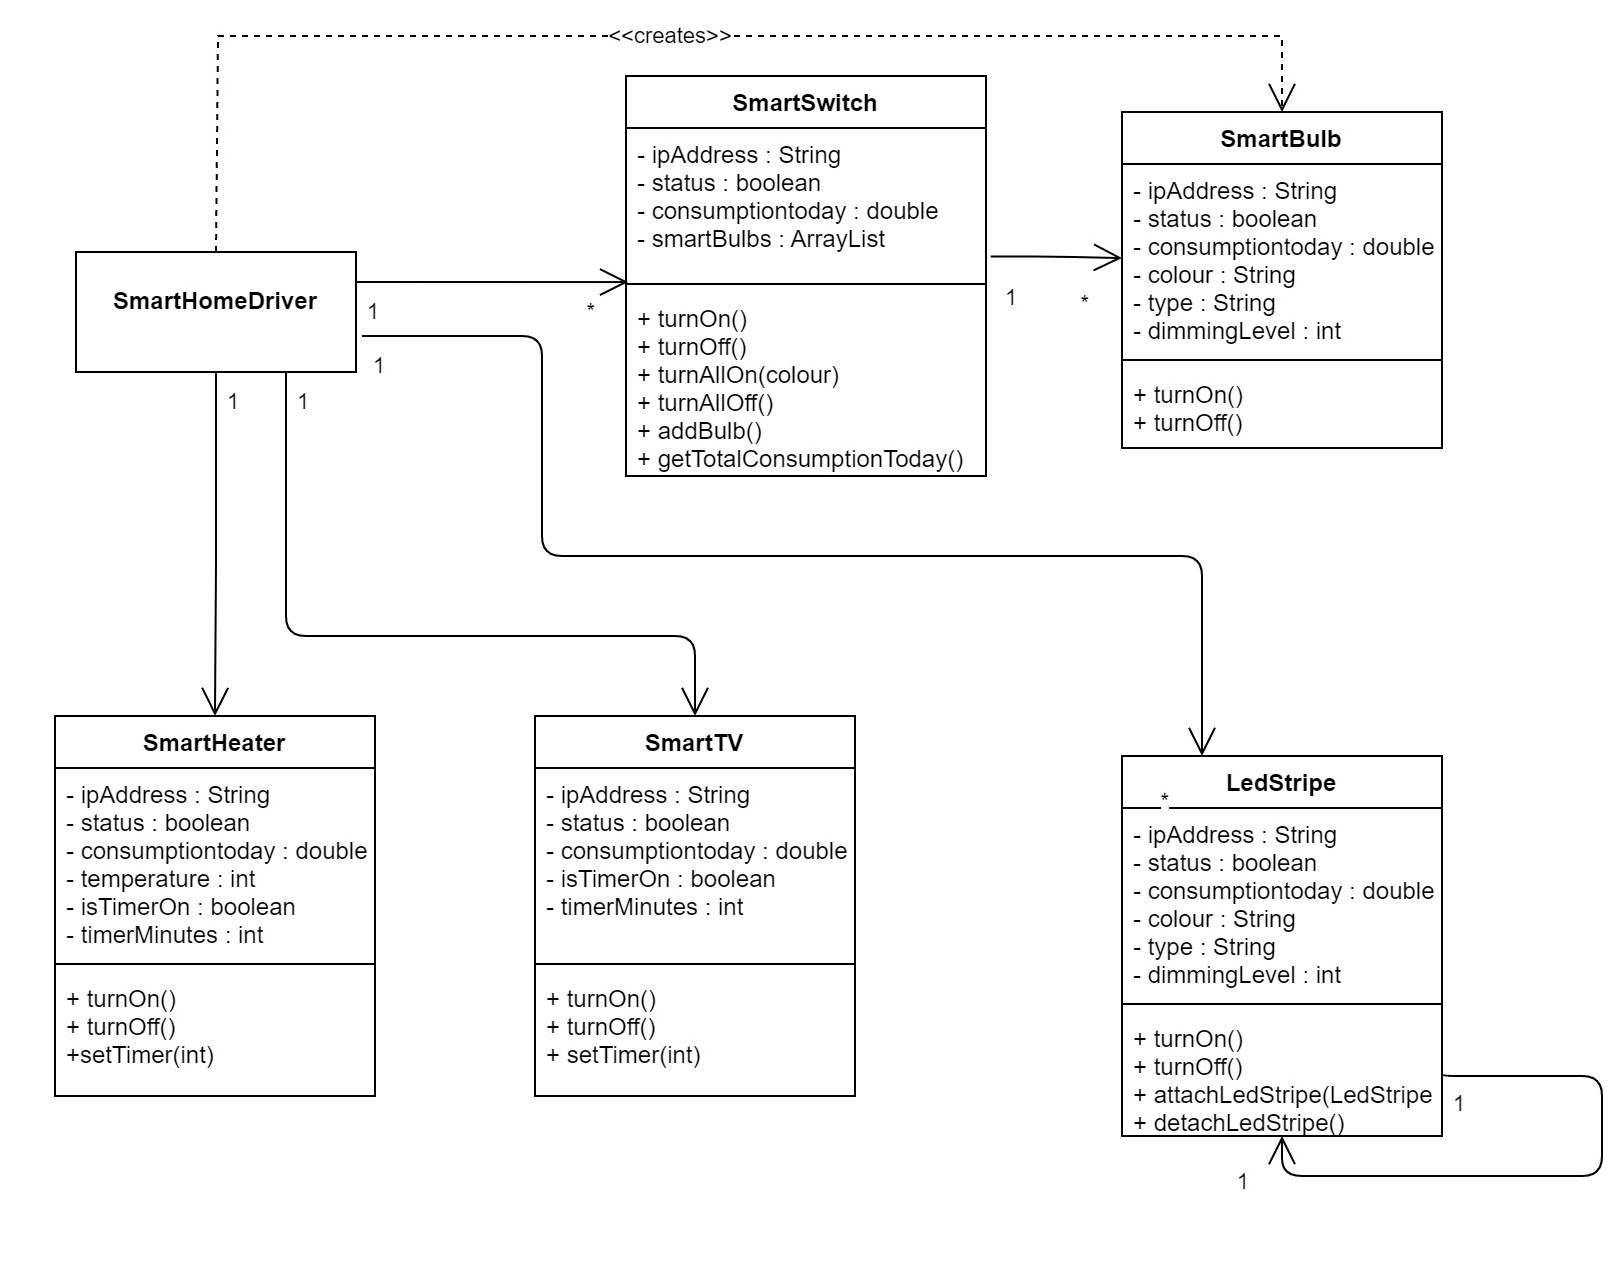 <<creates>>
SmartSwitch
- ipAddress : String
- status : boolean
- consumptiontoday : double
- smartBulbs : ArrayList
+ turnOn()
+ turnOff()
+ turnAllOn(colour)
+ turnAllOff()
+ addBulb()
+ getTotalConsumptionToday()
SmartBulb
- ipAddress : String
- status : boolean
- consumptiontoday : double
- colour : String
- type : String
- dimmingLevel : int
+ turnOn()
+ turnOff()
SmartHomeDriver
1
*
1
*
1
1
1
SmartHeater
- ipAddress : String
- status : boolean
- consumptiontoday : double
- temperature : int
- isTimerOn : boolean
- timerMinutes : int
+ turnOn()
+ turnOff()
+setTimer(int)
SmartTV
- ipAddress : String
- status : boolean
- consumptiontoday : double
- isTimerOn : boolean
- timerMinutes : int
+ turnOn()
+ turnOff()
+ setTimer(int)
LedStripe
*
- ipAddress : String
- status : boolean
- consumptiontoday : double
- colour : String
- type : String
- dimmingLevel : int
+ turnOn()
+ turnOff()
+ attachLedStripe(LedStripe
+ detachLedStripe()
1
1